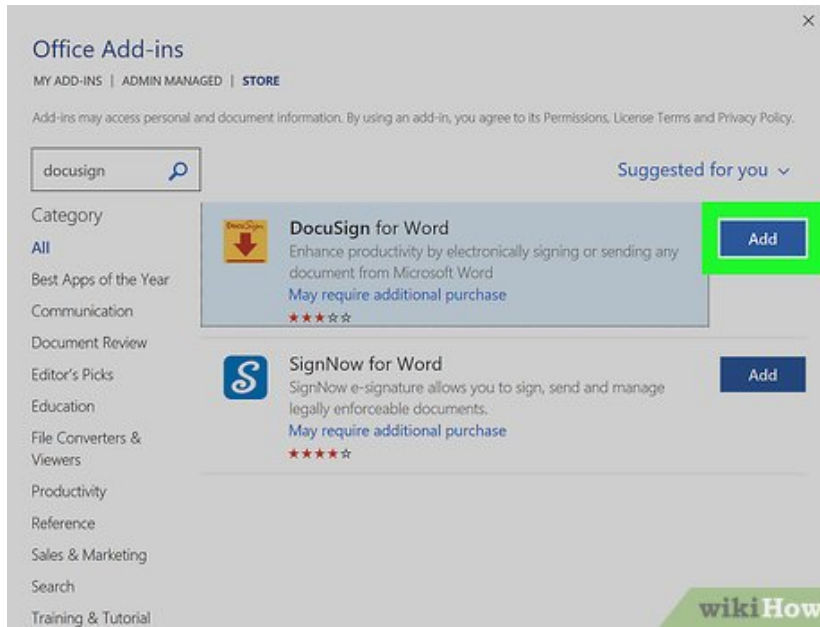 Office Add-ins
MY ADD-INS | ADMIN MANAGED | STORE
Add-ins may access personal and document information. By using an add-in, you agree to its Permissions, License Terms and Privacy Policy.
docusign
Suggested for you
Category
All
Best Apps of the Year
Communication
Document Review
Editor's Picks
Education
File Converters &
Viewers
Productivity
Reference
Sales & Marketing
Search
Training & Tutorial
DocuSign
DocuSign for Word
Enhance productivity by electronically signing or sending any
document from Microsoft Word
May require additional purchase
Add
S
SignNow for Word
SignNow e-signature allows you to sign, send and manage
legally enforceable documents.
May require additional purchase
Add
wikiHow